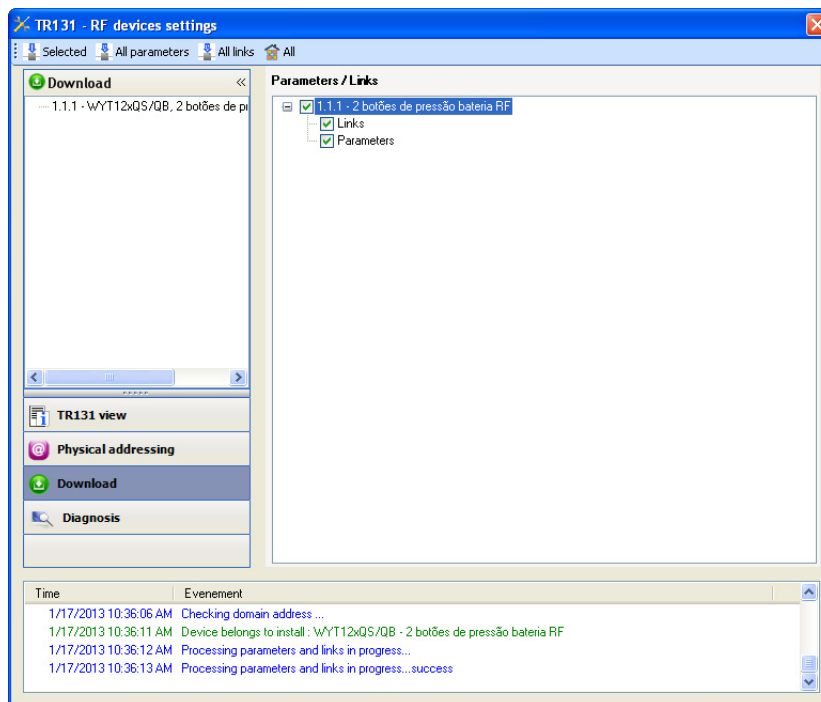 TR131 - RF devices settings
Selected All parameters All links All
Download «
1.1.1 - WYT12xQS/QB, 2 botões de
TR131 view
Physical addressing
Download
Diagnosis
Parameters / Links
1.1.1 - 2 botões de pressão bateria RF
Links
Parameters
Time Evenement
1/17/2013 10:36:06 AM Checking domain address ...
1/17/2013 10:36:11 AM Device belongs to install : WYT12xQS/QB - 2 botões de pressão bateria RF
1/17/2013 10:36:12 AM Processing parameters and links in progress...
1/17/2013 10:36:13 AM Processing parameters and links in progress...success